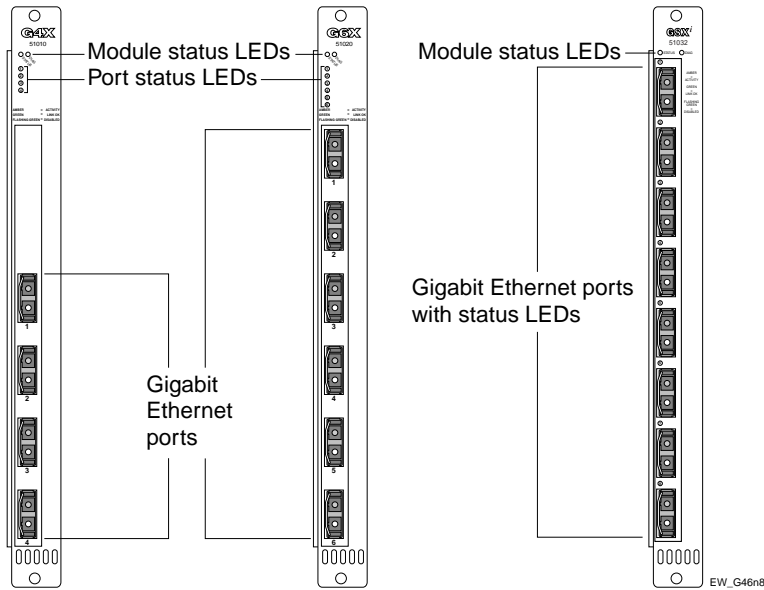 G4X
51010
G6X
51020
G8Xi
51032
Module status LEDs
Port status LEDs
Module status LEDs
STATUS
DIAG
AMBER = ACTIVITY
GREEN = LINK OK
FLASHING GREEN = DISABLED
AMBER = ACTIVITY
GREEN = LINK OK
FLASHING GREEN = DISABLED
AMBER
=
ACTIVITY
GREEN
=
LINK OK
FLASHING
GREEN
=
DISABLED
1
2
3
4
Gigabit
Ethernet
ports
1
2
3
4
5
6
Gigabit Ethernet ports
with status LEDs
EW_G46n8